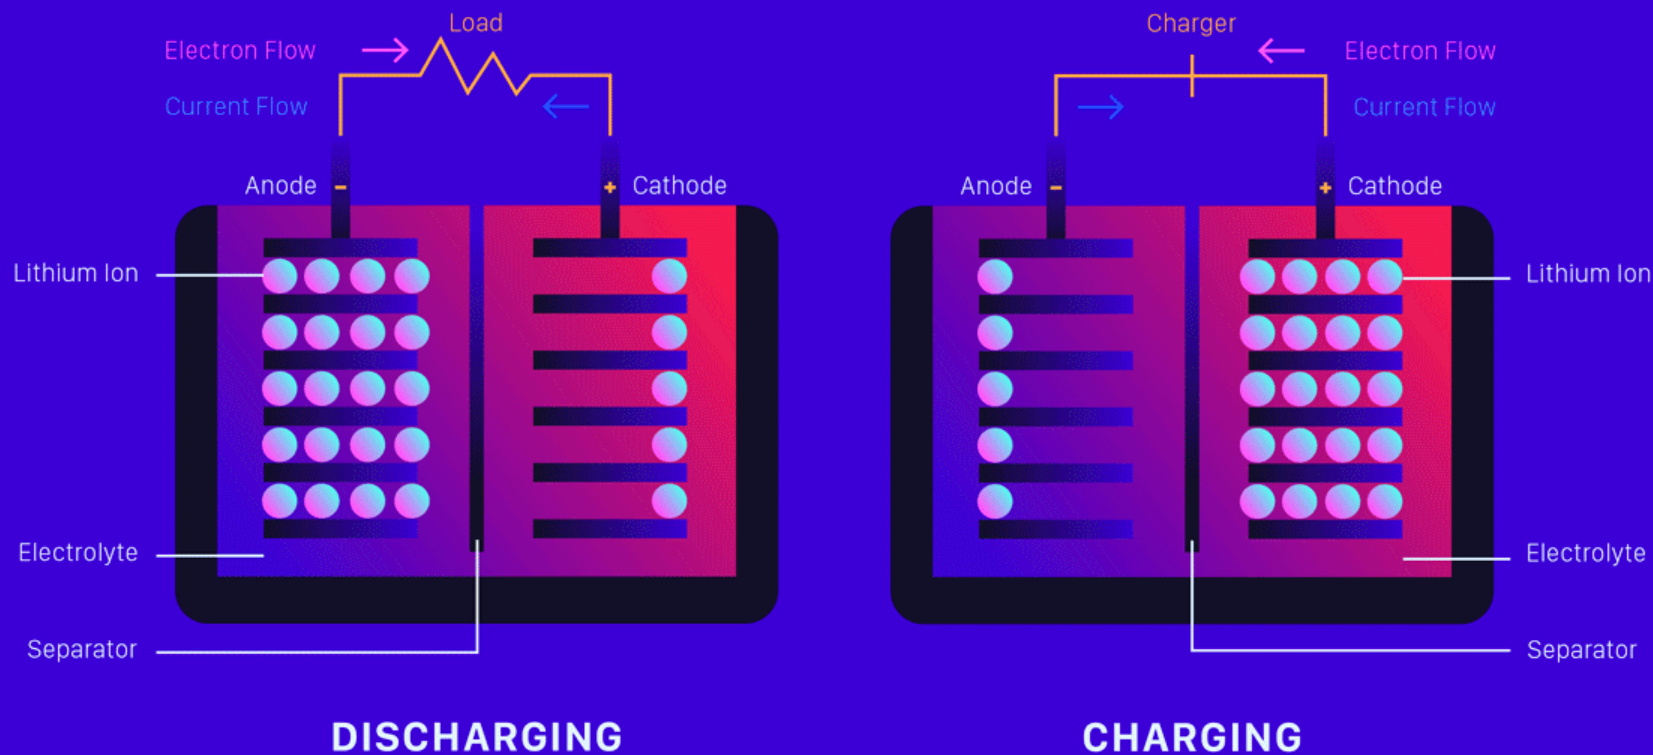 Load
Electron Flow
Current Flow
Anode
-
+
Cathode
Lithium Ion
Electrolyte
Separator
DISCHARGING
Charger
Electron Flow
Current Flow
Anode
-
+
Cathode
Lithium Ion
Electrolyte
Separator
CHARGING